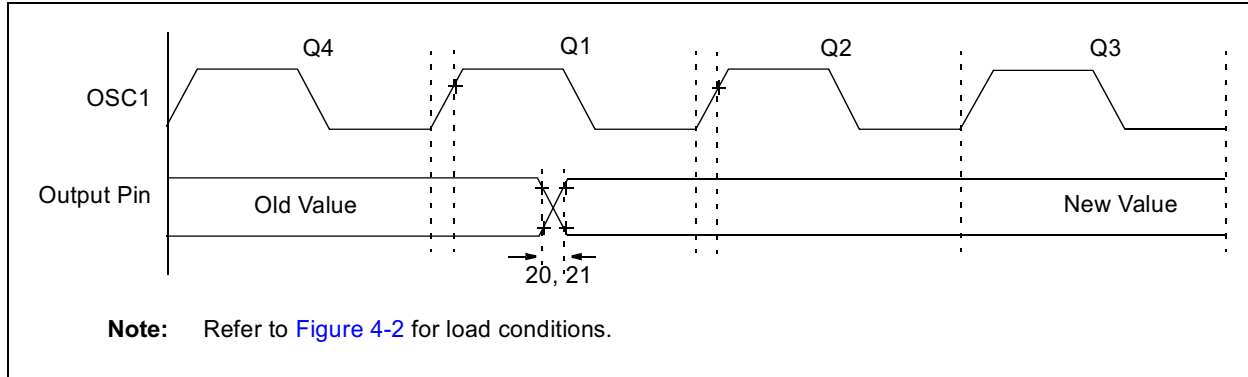 Q4 Q1 Q2 Q3
OSC1
Output Pin
Old Value
New Value
20, 21
Note: Refer to Figure 4-2 for load conditions.